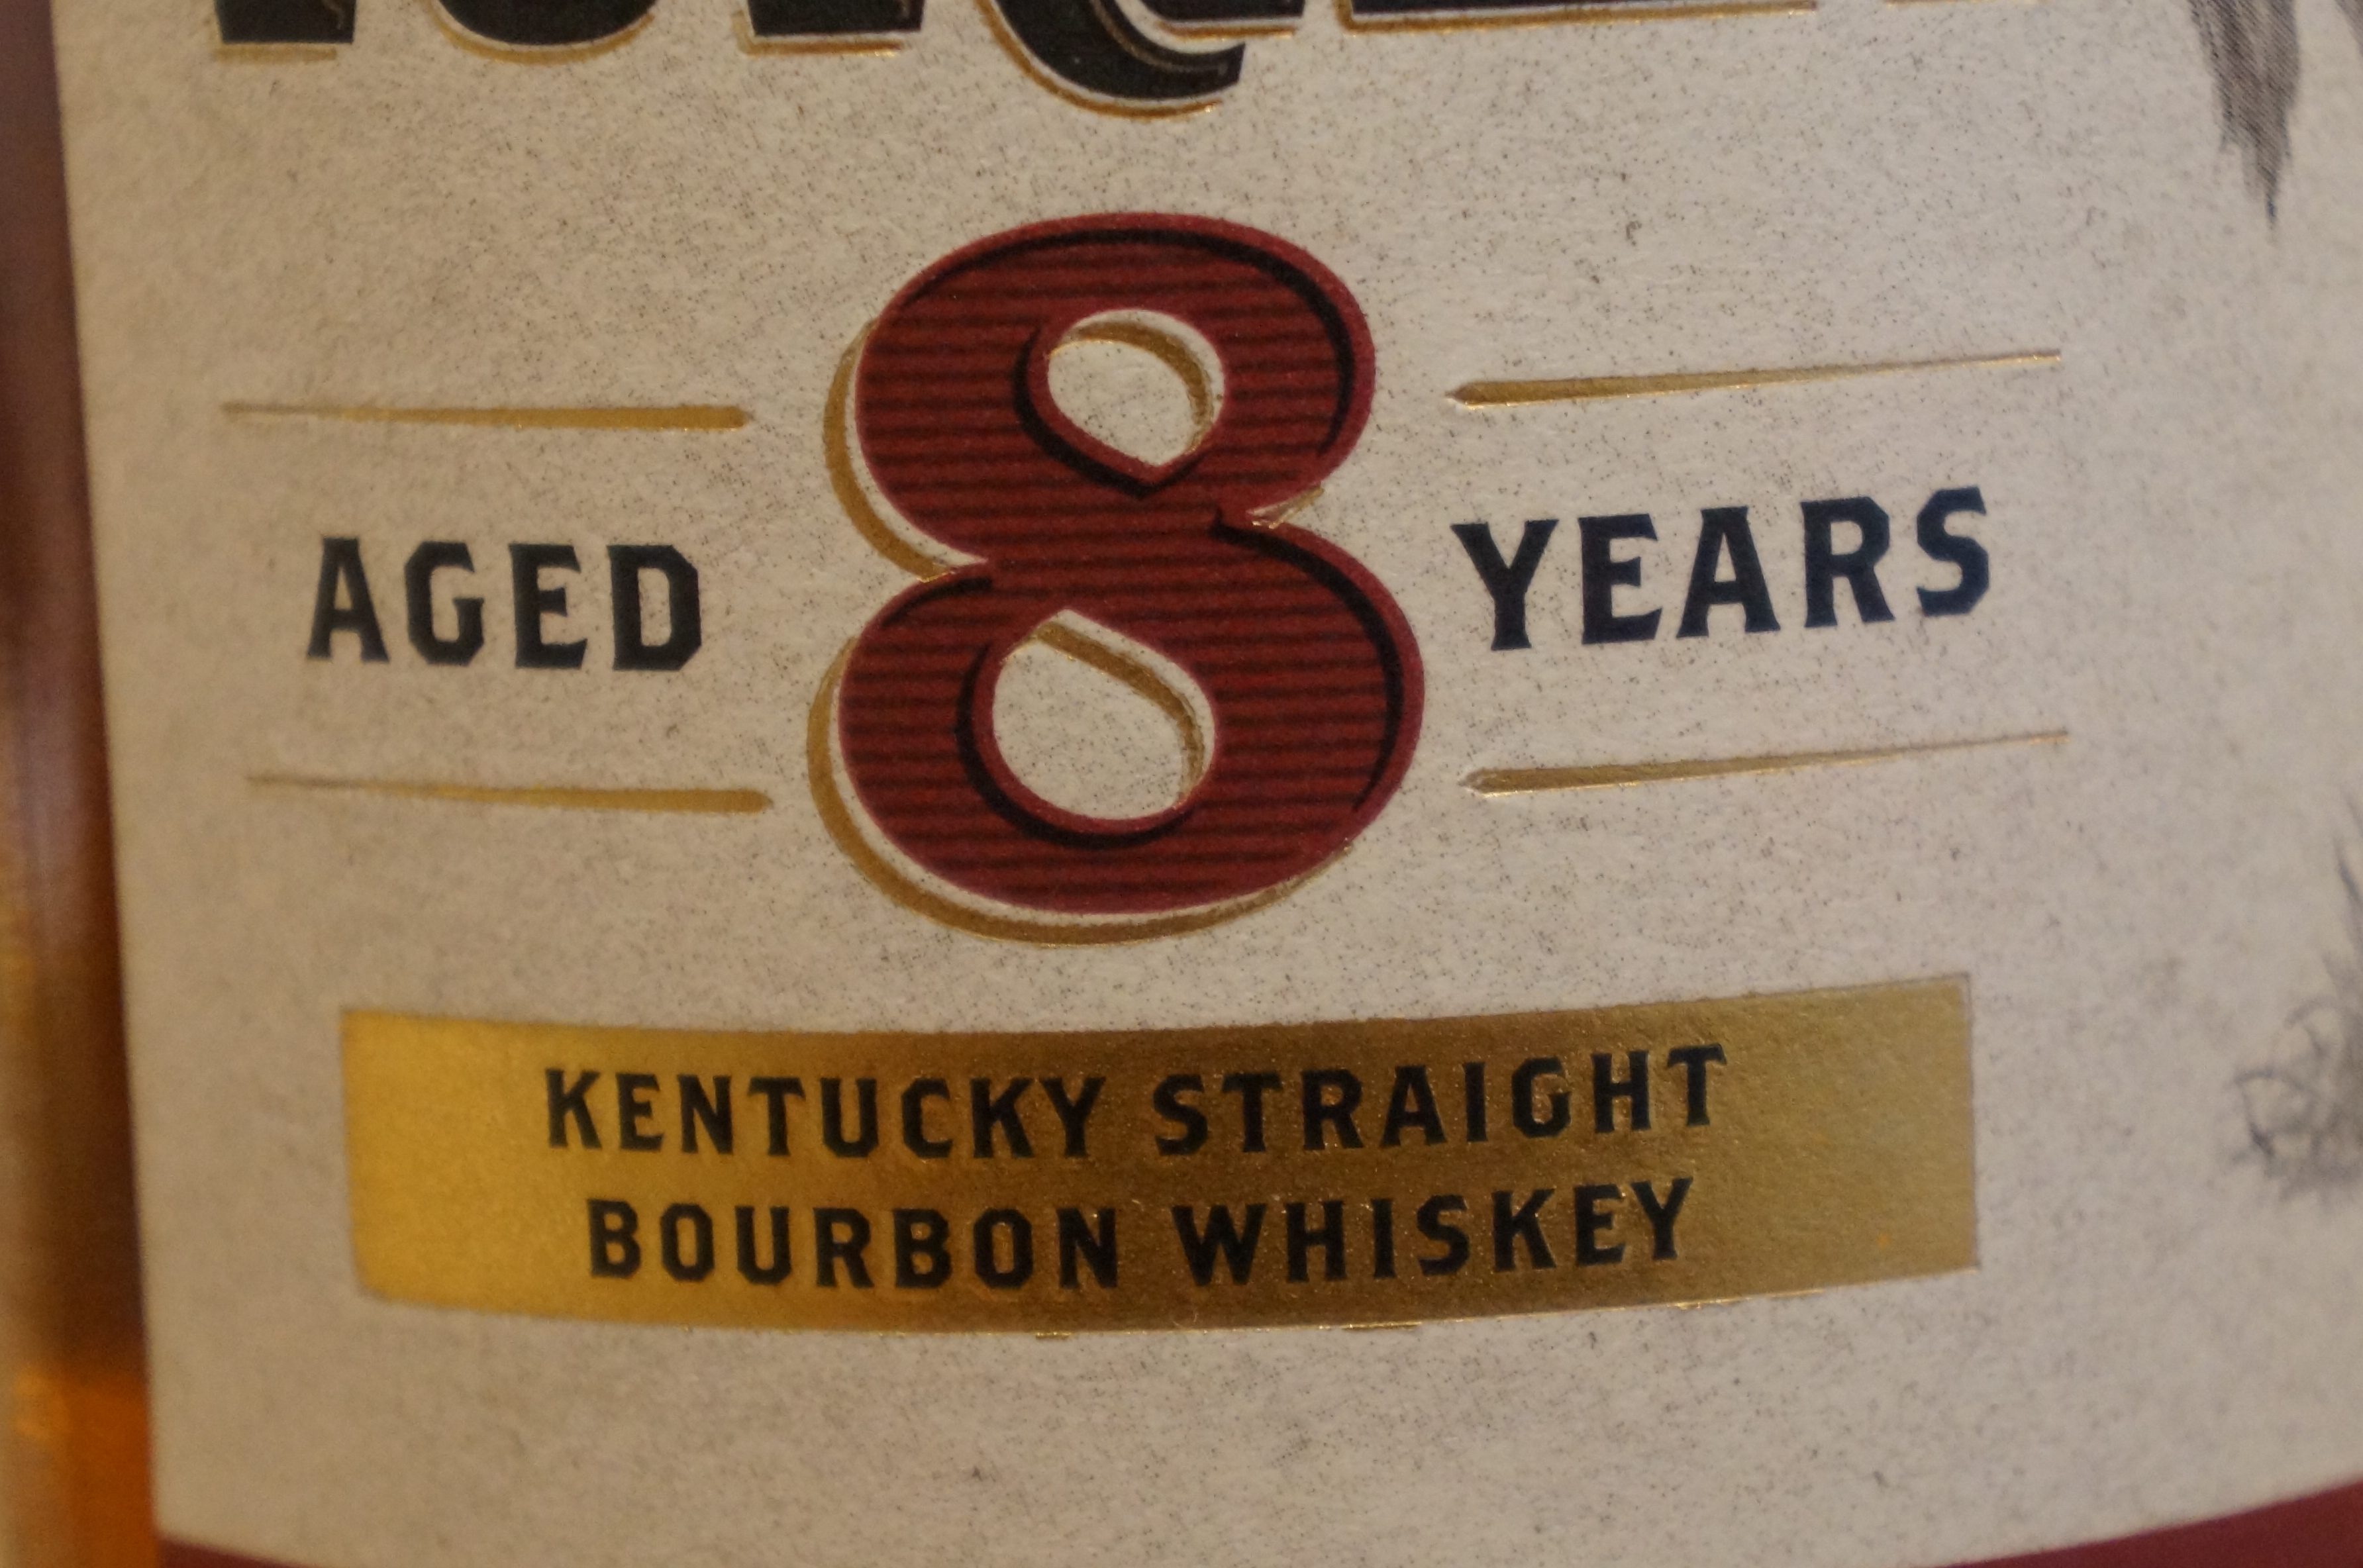 AGED 8 YEARS
KENTUCKY STRAIGHT
BOURBON WHISKEY